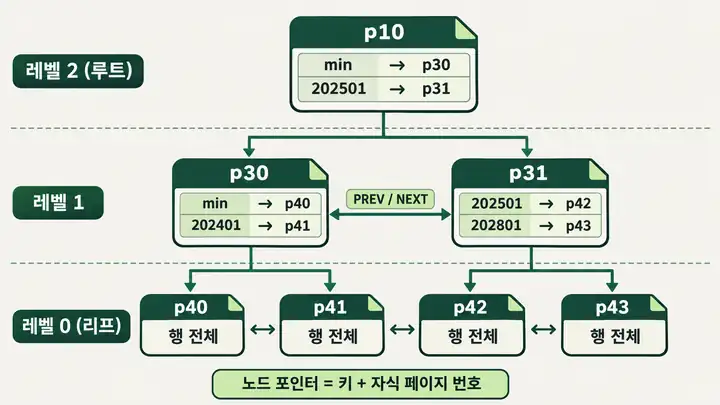 레벨 2 (루트)
p10
min → p30
202501 → p31
레벨 1
p30
min → p40
202401 → p41
PREV / NEXT
p31
202501 → p42
202801 → p43
레벨 0 (리프)
p40
행 전체
p41
행 전체
p42
행 전체
p43
행 전체
노드 포인터 = 키 + 자식 페이지 번호